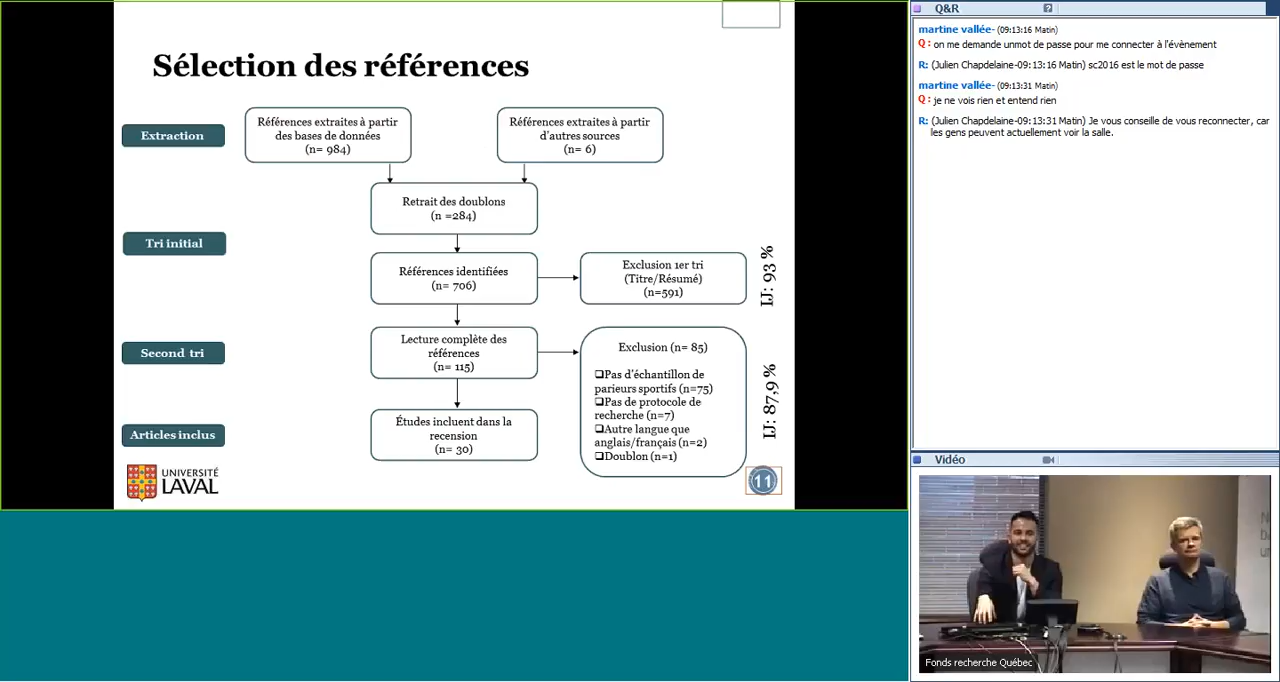 Sélection des références
Extraction
Références extraites à partir
des bases de données
(n= 984)
Références extraites à partir
d'autres sources
(n= 6)
Retrait des doublons
(n =284)
Tri initial
Références identifiées
(n= 706)
Exclusion 1er tri
(Titre/Résumé)
(n=591)
IJ: 93 %
Second tri
Lecture complète des
références
(n= 115)
Exclusion (n= 85)
❑Pas d'échantillon de
parieurs sportifs (n=75)
❑Pas de protocole de
recherche (n=7)
❑Autre langue que
anglais/français (n=2)
❑Doublon (n=1)
IJ: 87,9 %
Articles inclus
Études incluent dans la
recension
(n= 30)
UNIVERSITÉ
LAVAL
11
Q&R
?
martine vallée- (09:13:16 Matin)
Q : on me demande unmot de passe pour me connecter à l'évènement
R: (Julien Chapdelaine-09:13:16 Matin) sc2016 est le mot de passe
martine vallée- (09:13:31 Matin)
Q : je ne vois rien et entend rien
R: (Julien Chapdelaine-09:13:31 Matin) Je vous conseille de vous reconnecter, car
les gens peuvent actuellement voir la salle.
Vidéo
Fonds recherche Québec